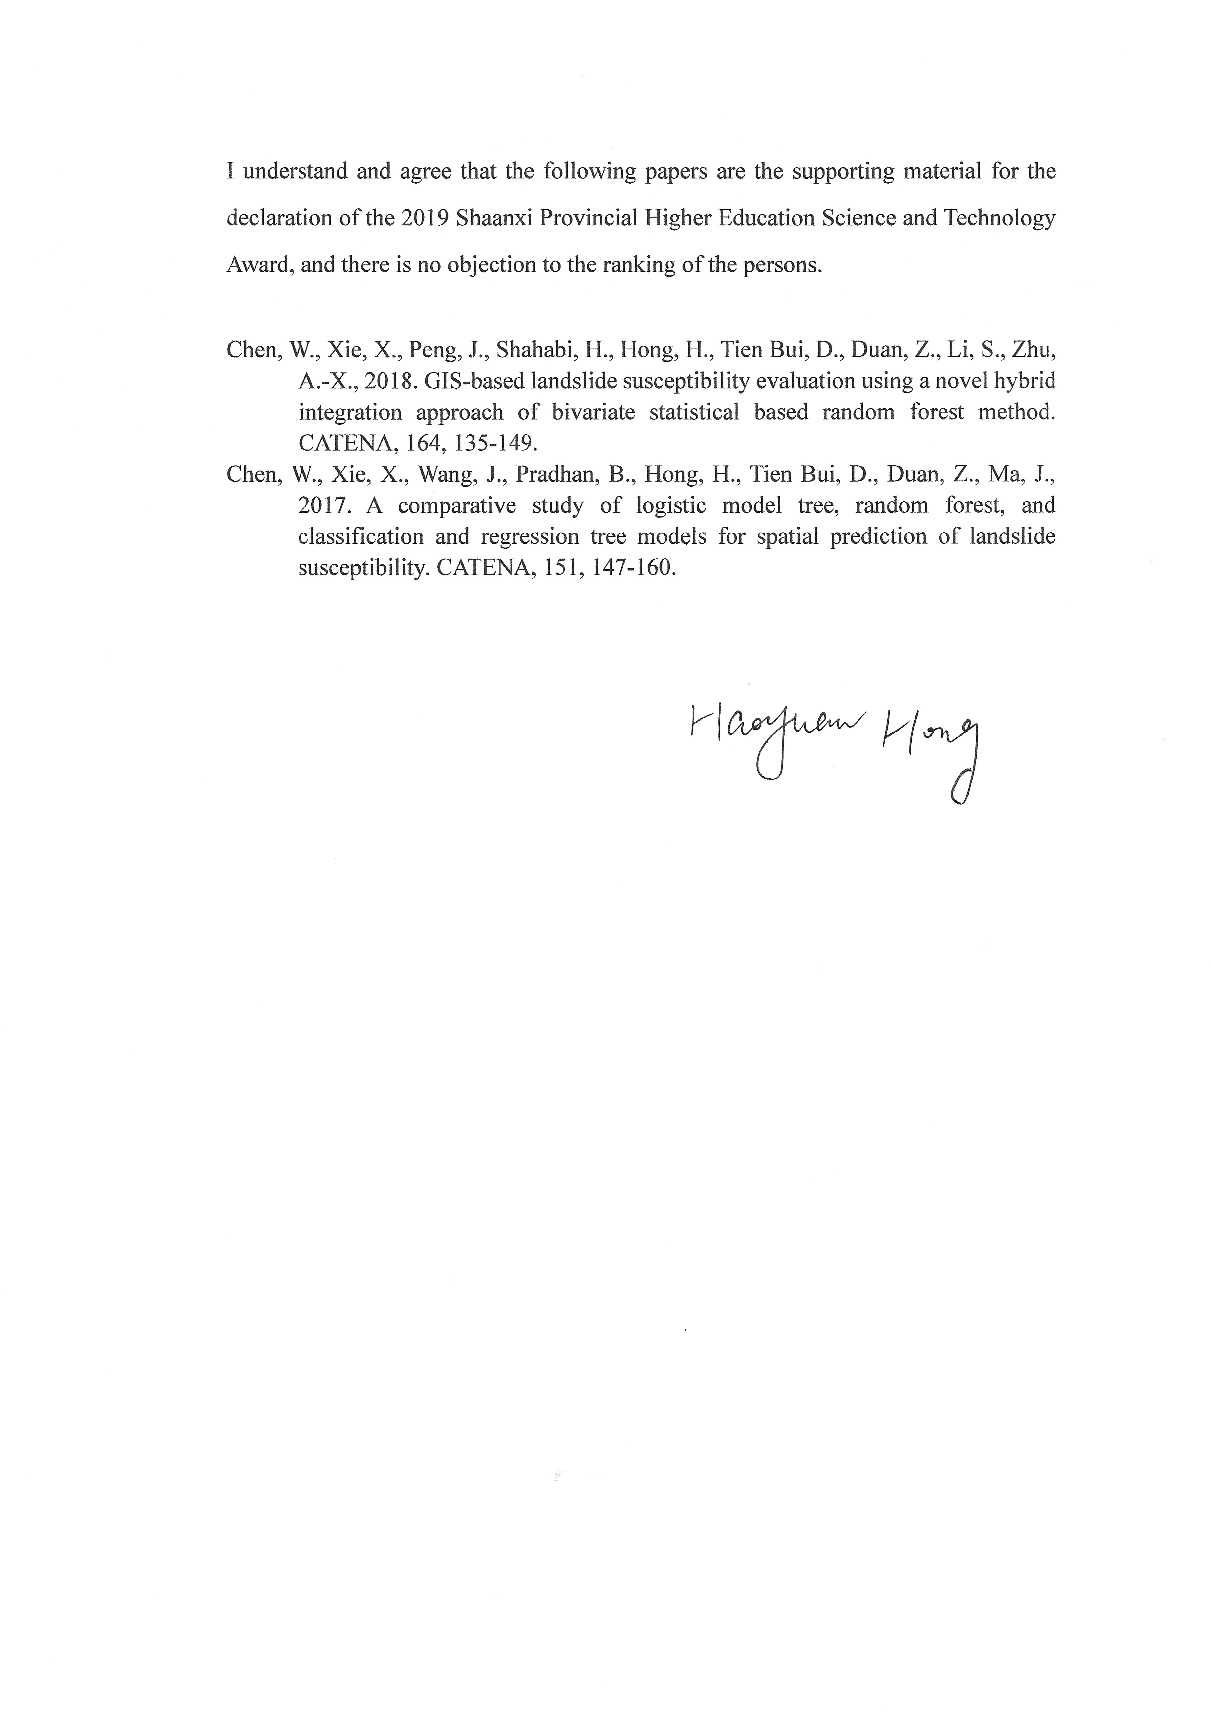 I understand and agree that the following papers are the supporting material for the
declaration of the 2019 Shaanxi Provincial Higher Education Science and Technology
Award, and there is no objection to the ranking of the persons.
Chen, W., Xie, X., Peng, J., Shahabi, H., Hong, H., Tien Bui, D., Duan, Z., Li, S., Zhu,
A.-X., 2018. GIS-based landslide susceptibility evaluation using a novel hybrid
integration approach of bivariate statistical based random forest method.
CATENA, 164, 135-149.
Chen, W., Xie, X., Wang, J., Pradhan, B., Hong, H., Tien Bui, D., Duan, Z., Ma, J.,
2017. A comparative study of logistic model tree, random forest, and
classification and regression tree models for spatial prediction of landslide
susceptibility. CATENA, 151, 147-160.
Haoyuan Hong